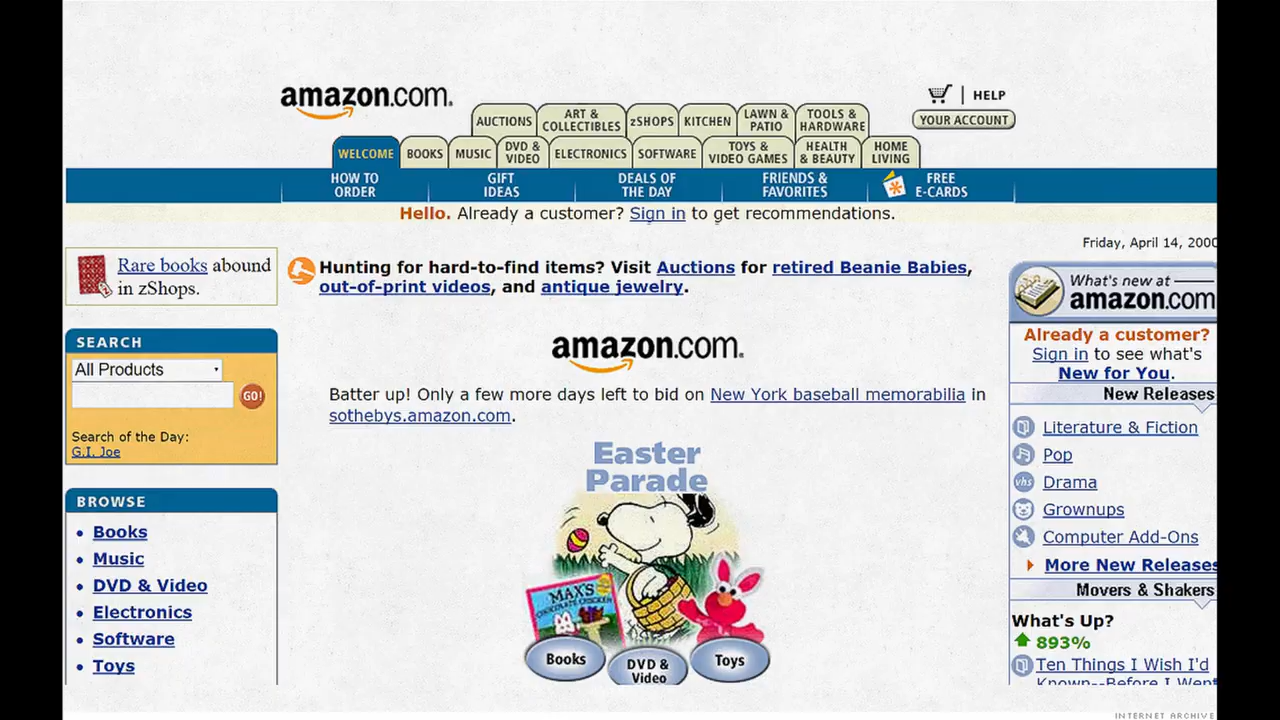 amazon.com.
HELP
YOUR ACCOUNT
AUCTIONS
ART &
COLLECTIBLES
zSHOPS
KITCHEN
LAWN &
PATIO
TOOLS &
HARDWARE
WELCOME
BOOKS
MUSIC
DVD &
VIDEO
ELECTRONICS
SOFTWARE
TOYS &
VIDEO GAMES
HEALTH
& BEAUTY
HOME
LIVING
HOW TO
ORDER
GIFT
IDEAS
DEALS OF
THE DAY
FRIENDS &
FAVORITES
FREE
E-CARDS
Hello. Already a customer? Sign in to get recommendations.
Friday, April 14, 2000
Rare books abound
in zShops.
Hunting for hard-to-find items? Visit Auctions for retired Beanie Babies,
out-of-print videos, and antique jewelry.
SEARCH
All Products
GO!
Search of the Day:
G.I. Joe
BROWSE
Books
Music
DVD & Video
Electronics
Software
Toys
amazon.com.
Batter up! Only a few more days left to bid on New York baseball memorabilia in
sothebys.amazon.com.
Easter
Parade
MAX'S
CHOCOLATE CHICKEN
Books
DVD &
Video
Toys
What's new at
amazon.com
Already a customer?
Sign in to see what's
New for You.
New Releases
Literature & Fiction
Pop
vhs
Drama
Grownups
Computer Add-Ons
More New Releases
Movers & Shakers
What's Up?
893%
Ten Things I Wish I'd
Known--Before I Went
INTERNET ARCHIVE